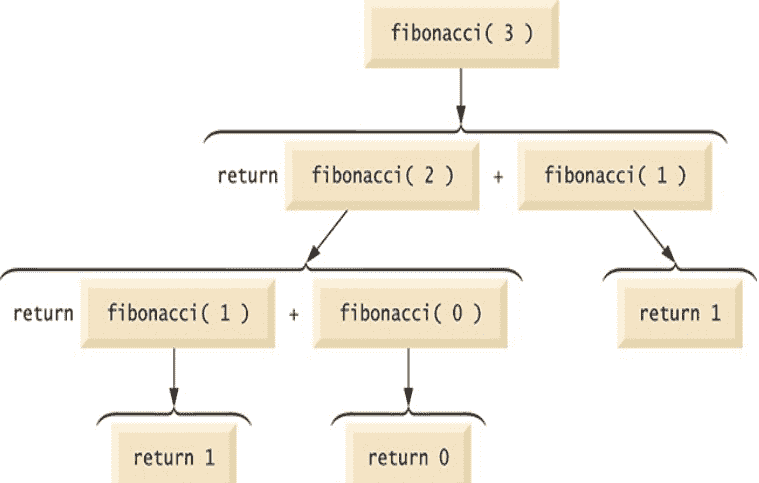 fibonacci( 3 )
return fibonacci( 2 ) + fibonacci( 1 )
return fibonacci( 1 ) + fibonacci( 0 )
return 1
return 1
return 0